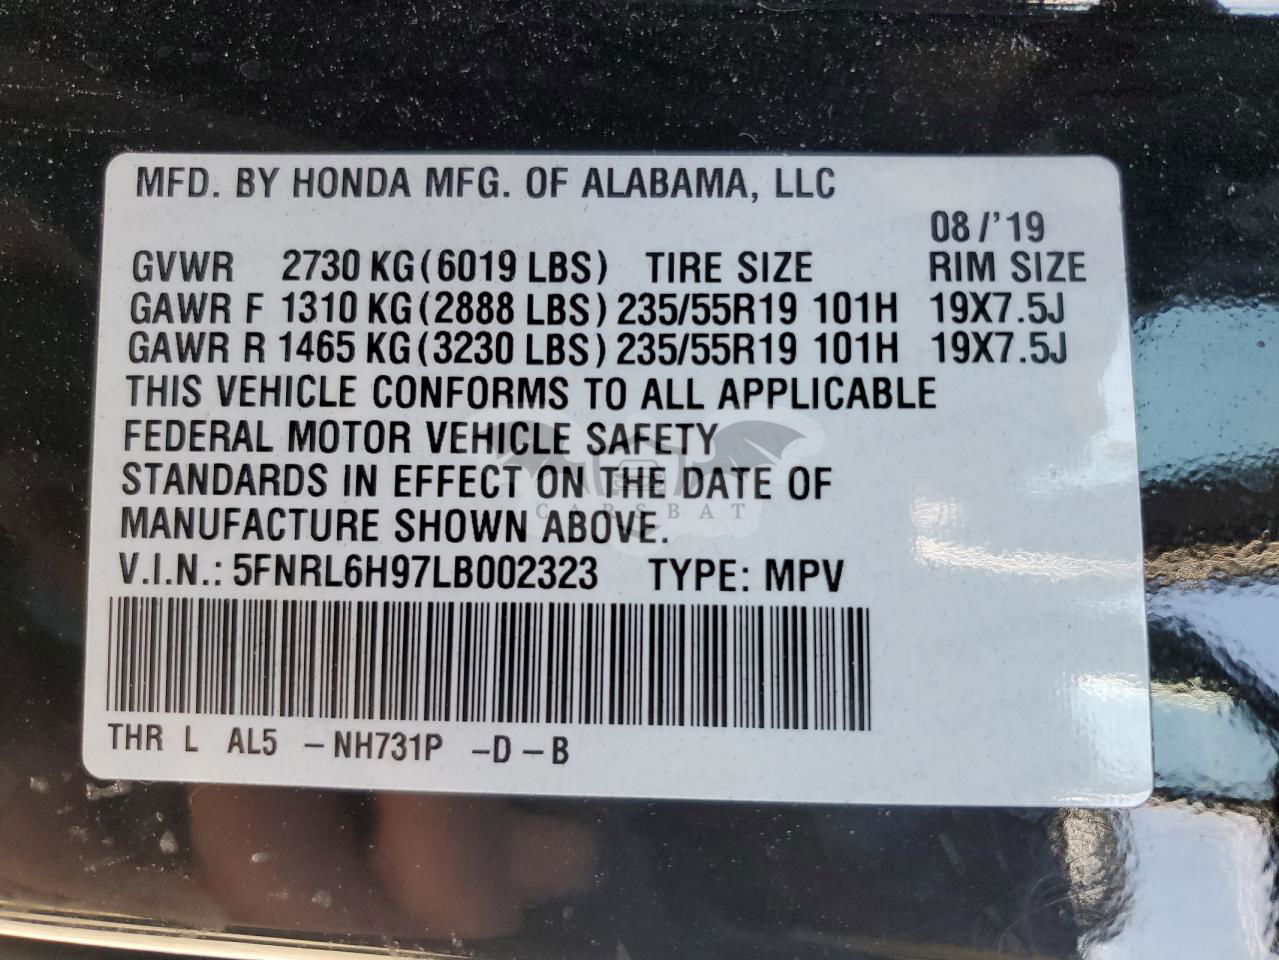 MFD. BY HONDA MFG. OF ALABAMA, LLC
08/'19
GVWR 2730 KG(6019 LBS) TIRE SIZE RIM SIZE
GAWR F 1310 KG(2888 LBS) 235/55R19 101H 19X7.5J
GAWR R 1465 KG(3230 LBS) 235/55R19 101H 19X7.5J
THIS VEHICLE CONFORMS TO ALL APPLICABLE
FEDERAL MOTOR VEHICLE SAFETY
STANDARDS IN EFFECT ON THE DATE OF
CARSBAT
MANUFACTURE SHOWN ABOVE.
V.I.N.: 5FNRL6H97LB002323 TYPE: MPV
THR L AL5 -NH731P -D-B